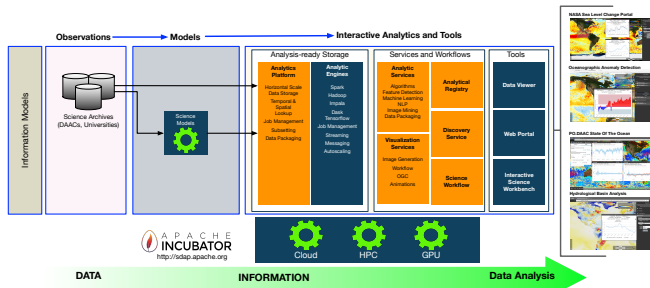 Observations
Models
Interactive Analytics and Tools
Information Models
Science Archives
(DAACs, Universities)
Science
Models
Analysis-ready Storage
Analytics
Platform
Horizontal Scale
Data Storage
Temporal &
Spatial
Lookup
Job Management
Subsetting
Data Packaging
Analytic
Engines
Spark
Hadoop
Impala
Dask
Tensorflow
Job Management
Streaming
Messaging
Autoscaling
Services and Workflows
Analytic
Services
Algorithms
Feature Detection
Machine Learning
NLP
Image Mining
Data Packaging
Visualization
Services
Image Generation
Workflow
OGC
Animations
Analytical
Registry
Discovery
Service
Science
Workflow
Tools
Data Viewer
Web Portal
Interactive
Science
Workbench
NASA Sea Level Change Portal
Oceanographic Anomaly Detection
PO.DAAC State Of The Ocean
Hydrological Basin Analysis
APACHE
INCUBATOR
http://sdap.apache.org
Cloud
HPC
GPU
DATA
INFORMATION
Data Analysis